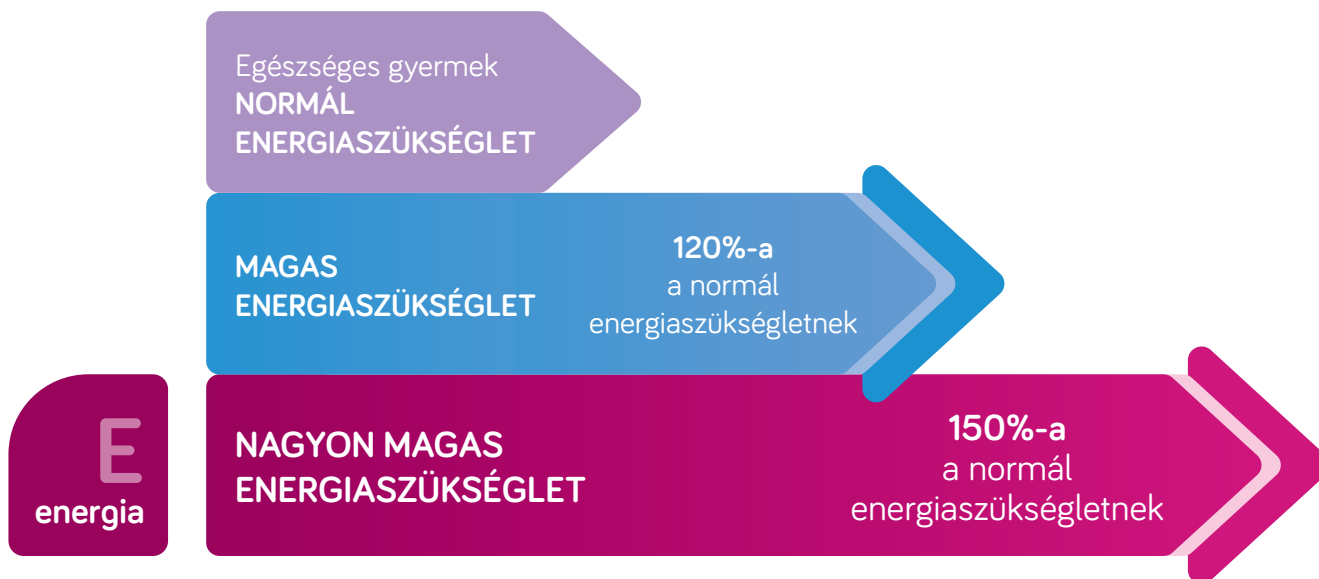 Egészséges gyermek
NORMÁL
ENERGIASZÜKSÉGLET
MAGAS
ENERGIASZÜKSÉGLET
120%-a
a normál
energiaszükségletnek
E
energia
NAGYON MAGAS
ENERGIASZÜKSÉGLET
150%-a
a normál
energiaszükségletnek